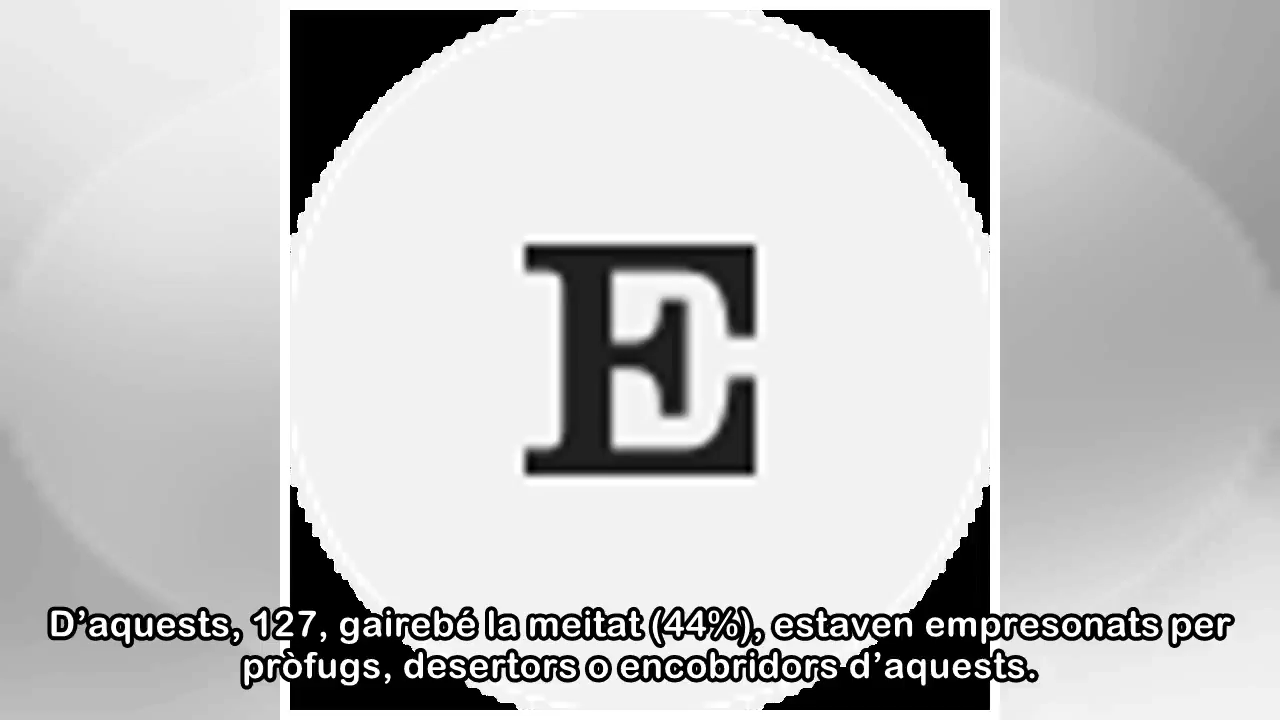 E
D’aquests, 127, gairebé la meitat (44%), estaven empresonats per
pròfugs, desertors o encobridors d’aquests.